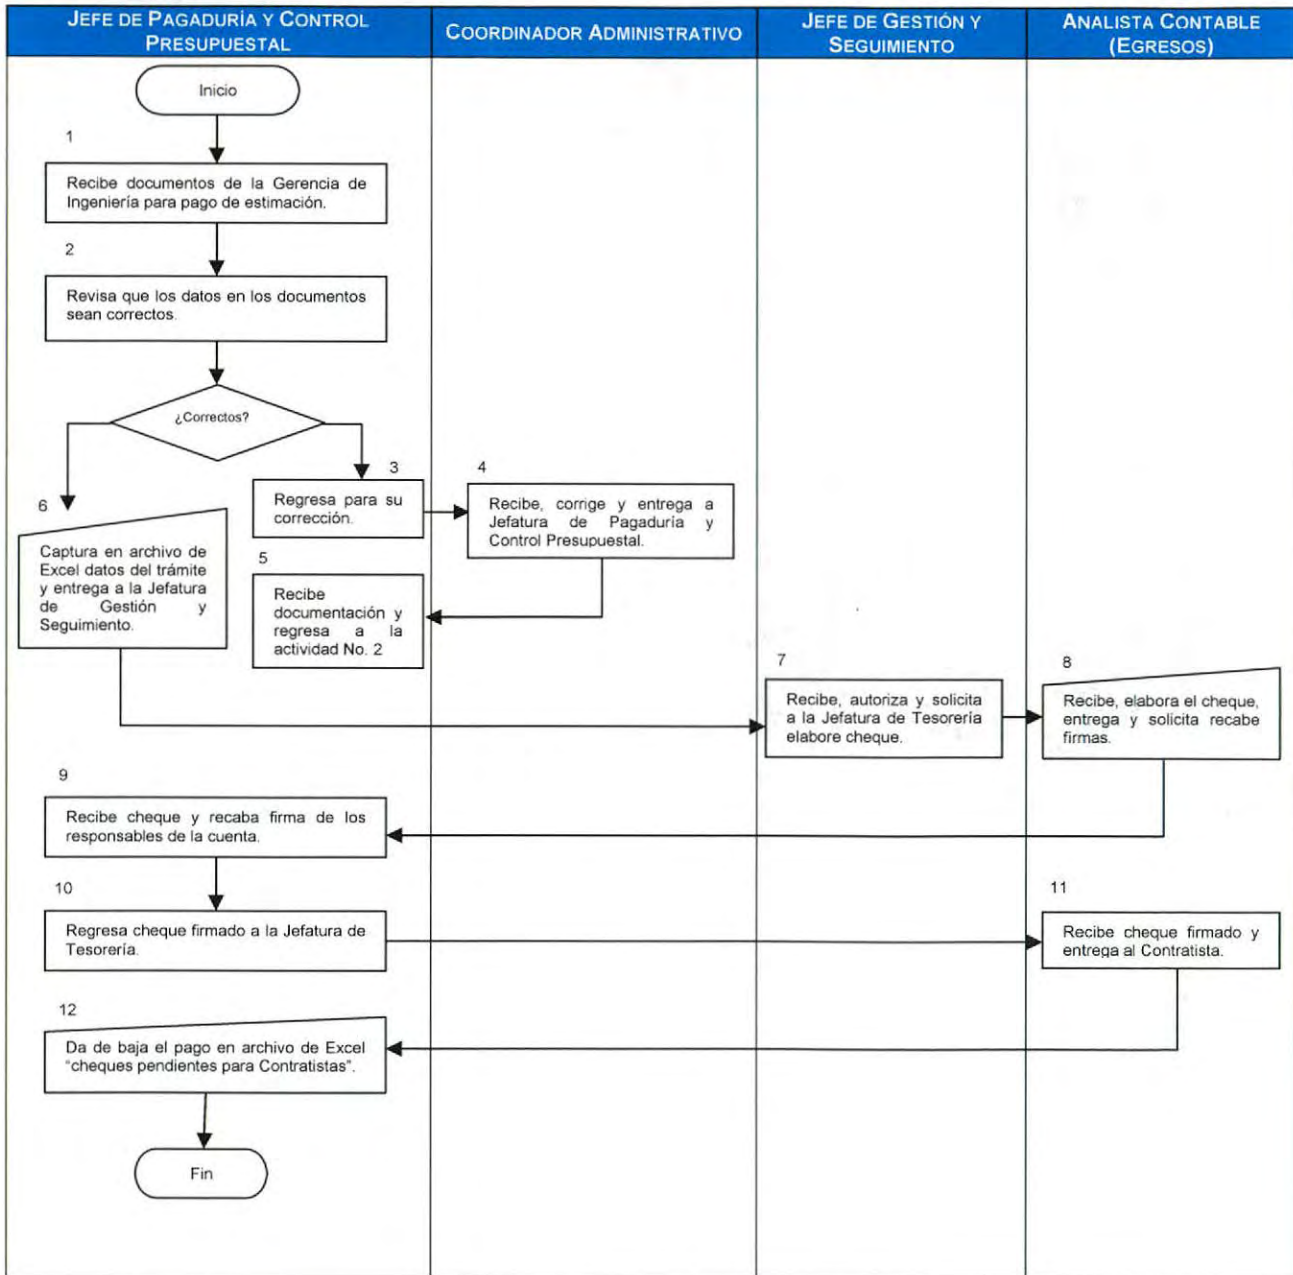 JEFE DE PAGADURÍA Y CONTROL
PRESUPUESTAL
COORDINADOR ADMINISTRATIVO
JEFE DE GESTIÓN Y
SEGUIMIENTO
ANALISTA CONTABLE
(EGRESOS)
Inicio
1
Recibe documentos de la Gerencia de
Ingeniería para pago de estimación.
2
Revisa que los datos en los documentos
sean correctos.
¿Correctos?
3
Regresa para su
corrección.
4
Recibe, corrige y entrega a
Jefatura de Pagaduría y
Control Presupuestal.
5
Recibe
documentación y
regresa a la
actividad No. 2
6
Captura en archivo de
Excel datos del trámite
y entrega a la Jefatura
de Gestión y
Seguimiento.
7
Recibe, autoriza y solicita
a la Jefatura de Tesorería
elabore cheque.
8
Recibe, elabora el cheque,
entrega y solicita recabe
firmas.
9
Recibe cheque y recaba firma de los
responsables de la cuenta.
10
Regresa cheque firmado a la Jefatura de
Tesorería.
11
Recibe cheque firmado y
entrega al Contratista.
12
Da de baja el pago en archivo de Excel
"cheques pendientes para Contratistas".
Fin